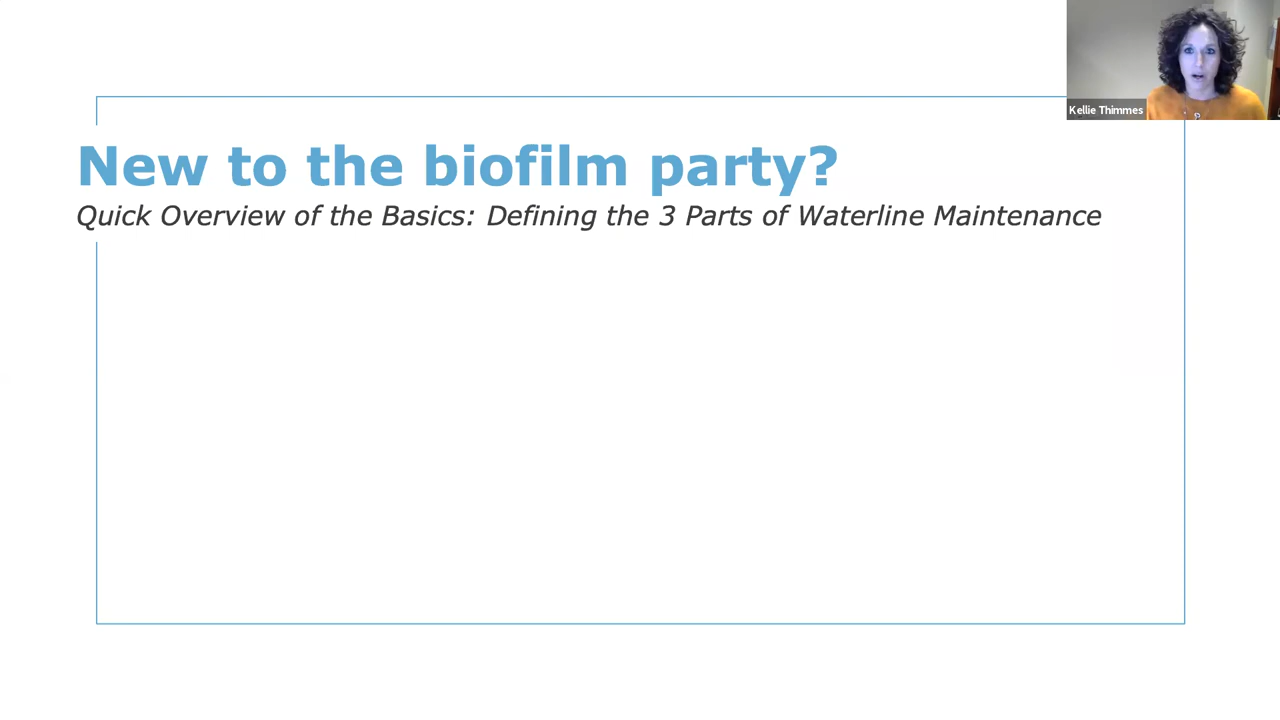 New to the biofilm party?
Quick Overview of the Basics: Defining the 3 Parts of Waterline Maintenance
Kellie Thimmes